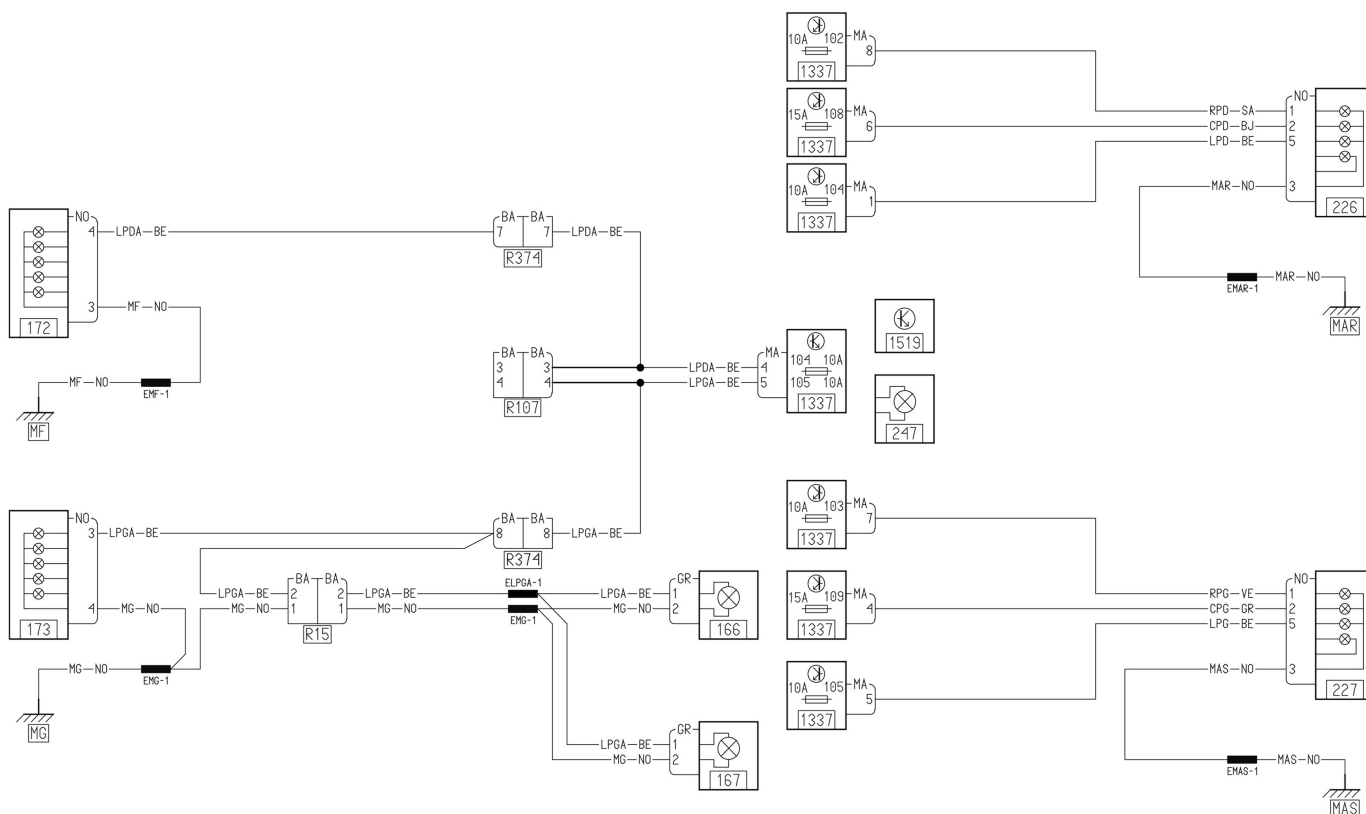 10A 102 MA
8
1337
15A 108 MA
6
1337
10A 104 MA
1
1337
NO
RPD-SA 1
CPD-BJ 2
LPD-BE 5
MAR-NO 3
226
EMAR-1 MAR-NO
MAR
NO
4 LPDA-BE
3 MF-NO
172
MF-NO EMF-1
MF
BA BA
7 7 LPDA-BE
R374
BA BA
3 3
4 4
R107
LPDA-BE 4
LPGA-BE 5
MA
104 10A
105 10A
1337
1519
247
NO
3 LPGA-BE
4 MG-NO
173
MG-NO EMG-1
MG
BA BA
8 8 LPGA-BE
R374
BA BA
LPGA-BE 2 2 LPGA-BE
MG-NO 1 1 MG-NO
R15
ELPGA-1
EMG-1
GR
LPGA-BE 1
MG-NO 2
166
GR
LPGA-BE 1
MG-NO 2
167
10A 103 MA
7
1337
15A 109 MA
4
1337
10A 105 MA
5
1337
NO
RPG-VE 1
CPG-GR 2
LPG-BE 5
MAS-NO 3
227
EMAS-1 MAS-NO
MAS